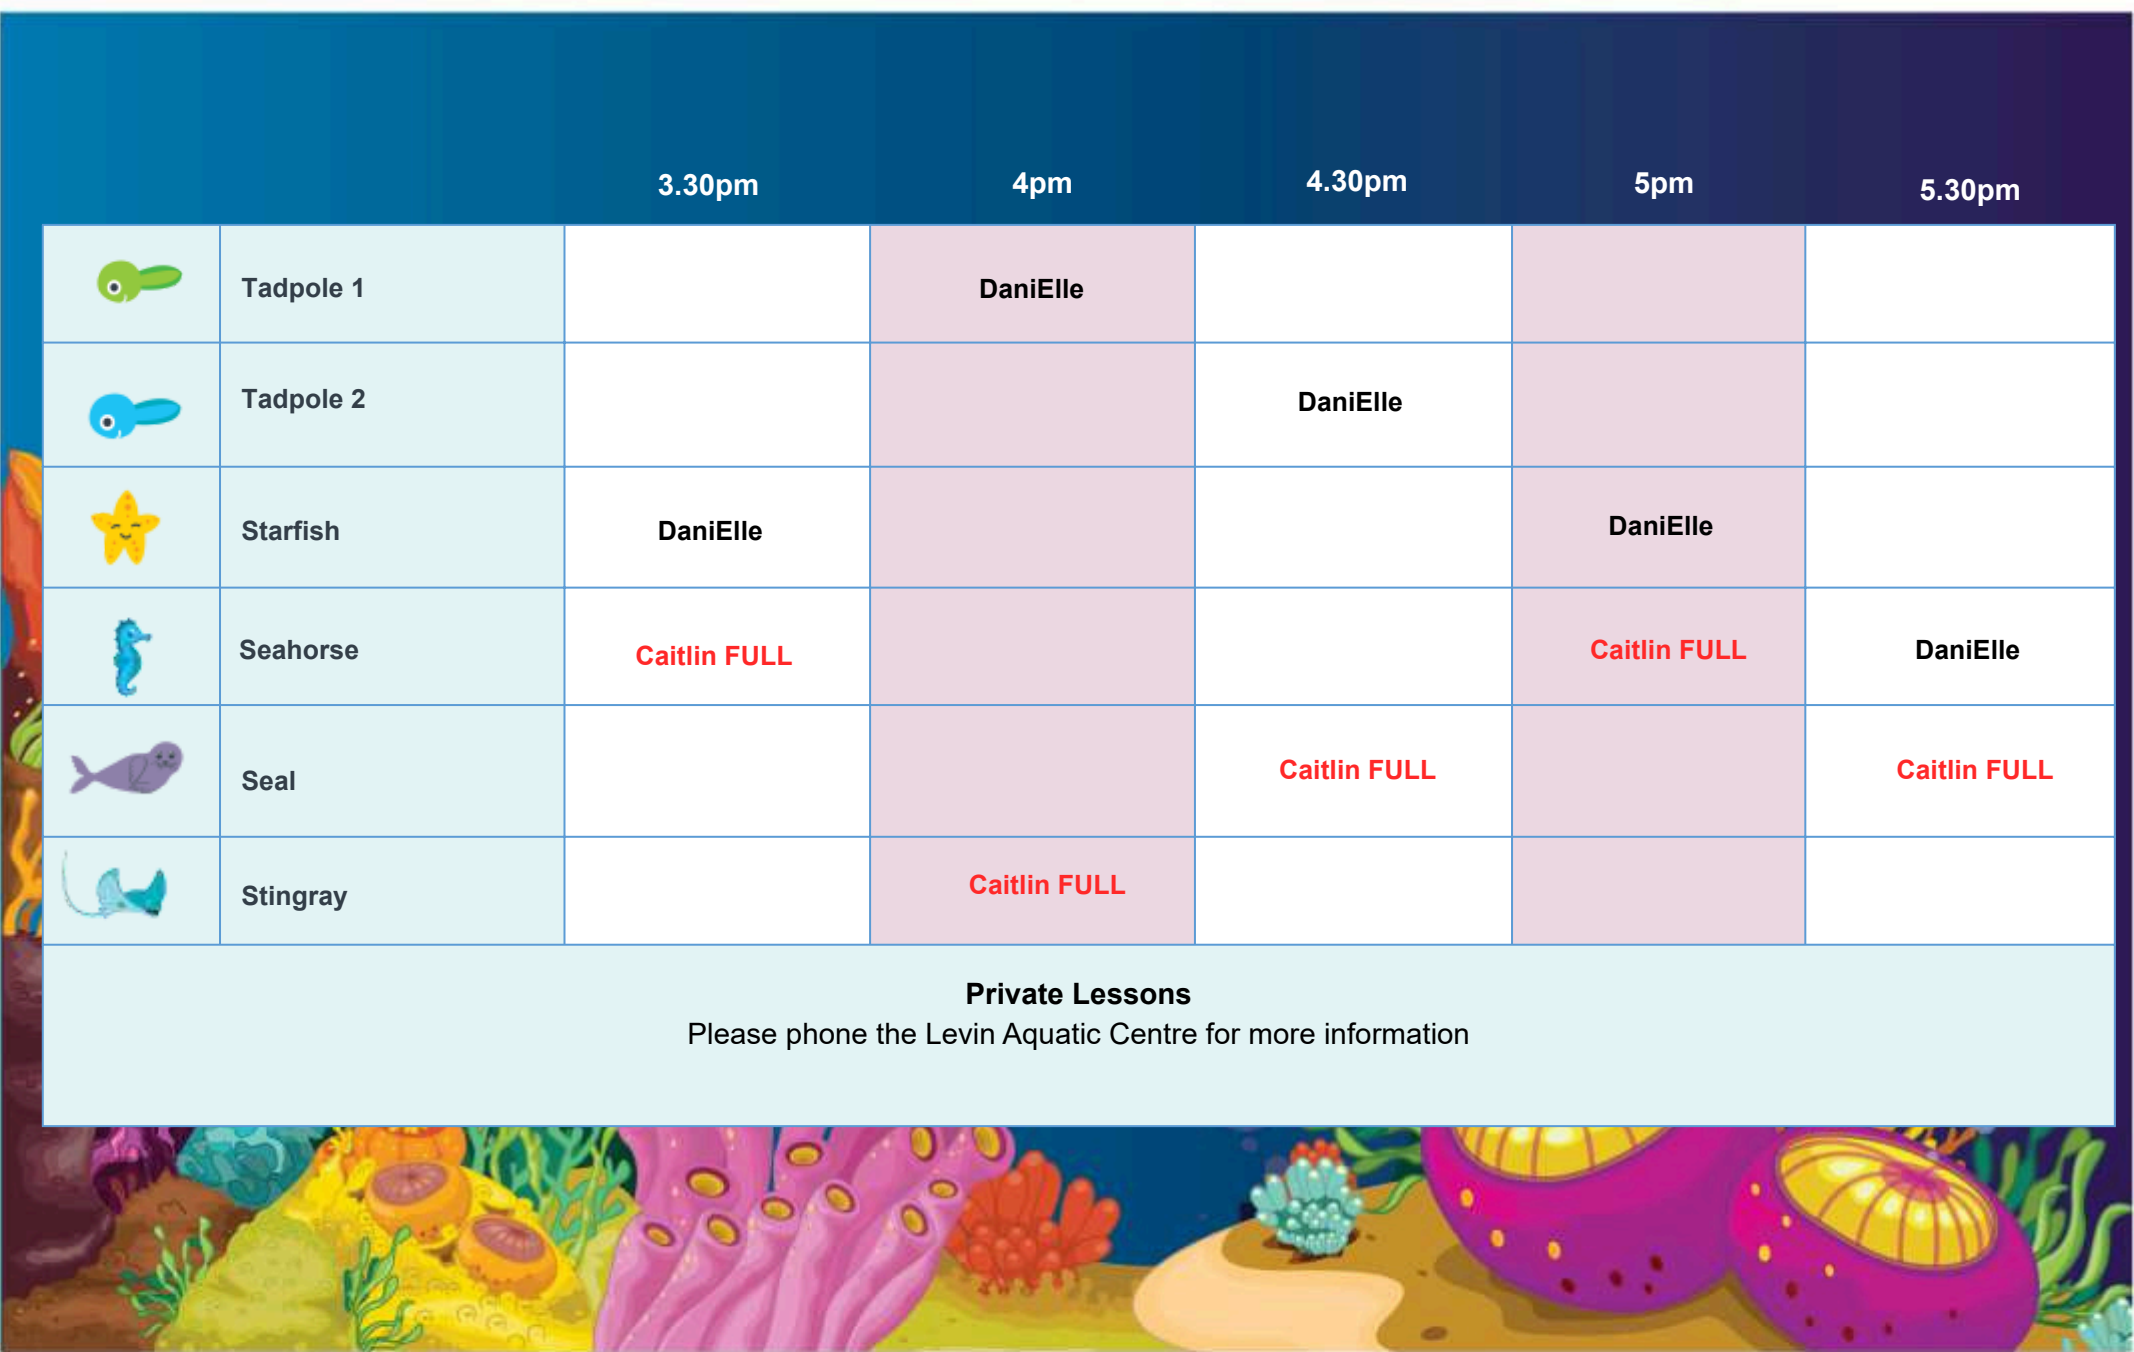 3.30pm 4pm 4.30pm 5pm 5.30pm
Tadpole 1 DaniElle
Tadpole 2 DaniElle
Starfish DaniElle DaniElle
Seahorse Caitlin FULL Caitlin FULL DaniElle
Seal Caitlin FULL Caitlin FULL
Stingray Caitlin FULL
Private Lessons
Please phone the Levin Aquatic Centre for more information